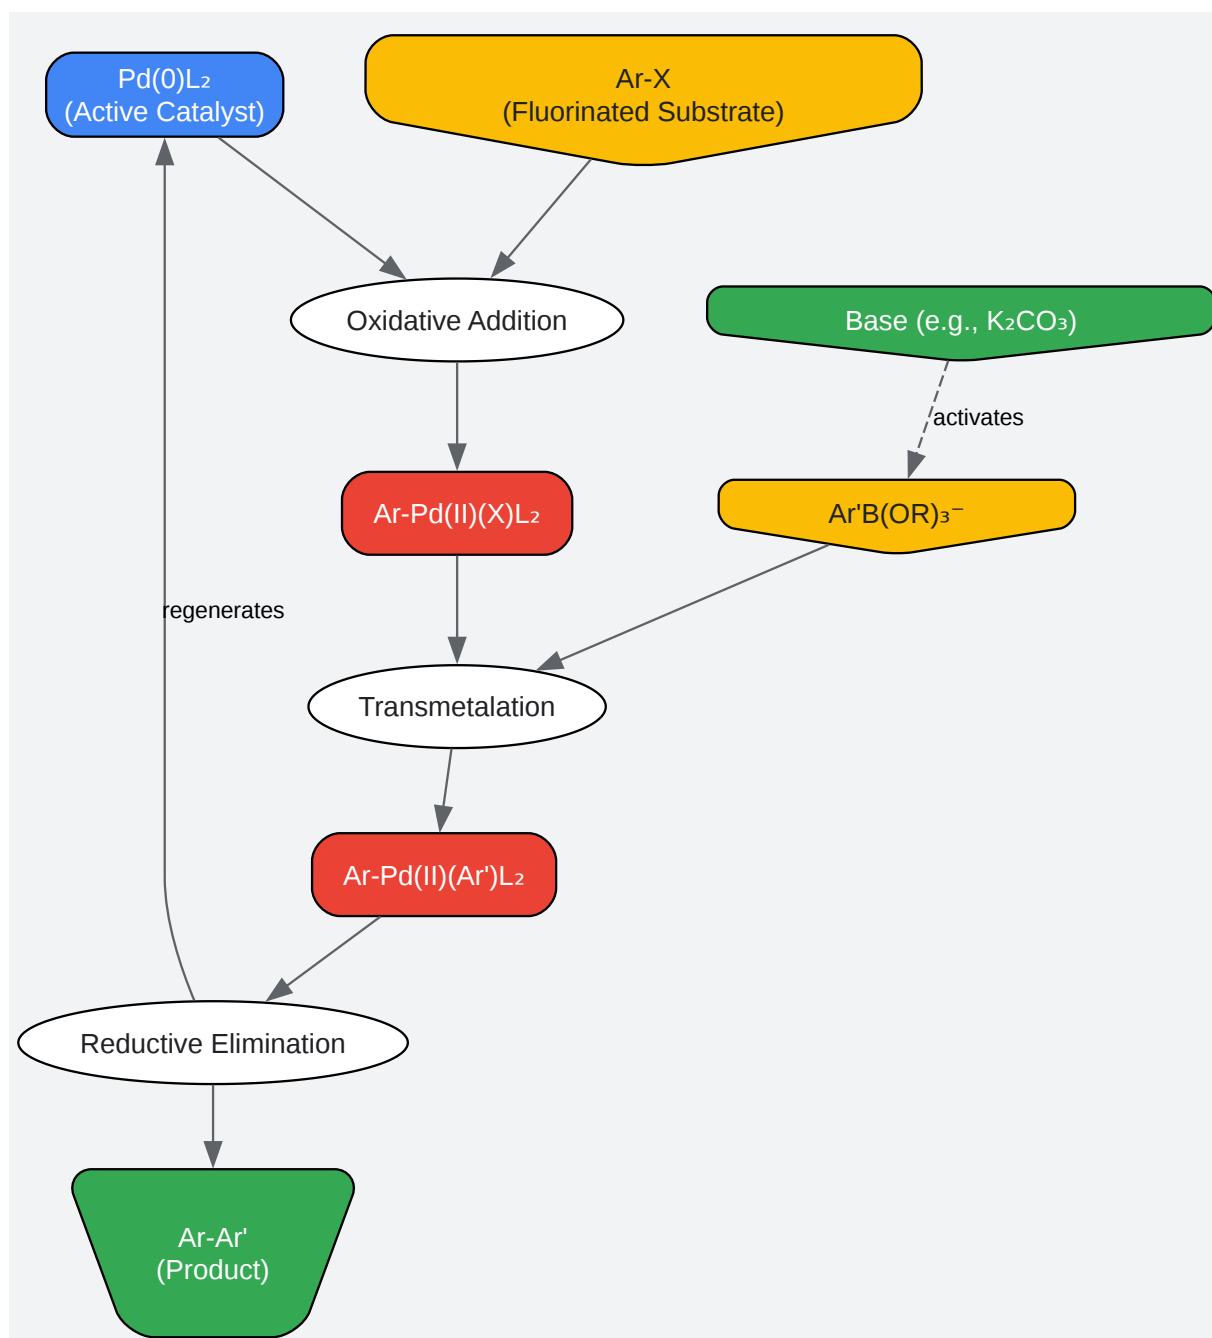 Pd(0)L₂
(Active Catalyst)
Ar-X
(Fluorinated Substrate)
Oxidative Addition
Base (e.g., K₂CO₃)
activates
Ar-Pd(II)(X)L₂
Ar'B(OR)₃⁻
regenerates
Transmetalation
Ar-Pd(II)(Ar')L₂
Reductive Elimination
Ar-Ar'
(Product)